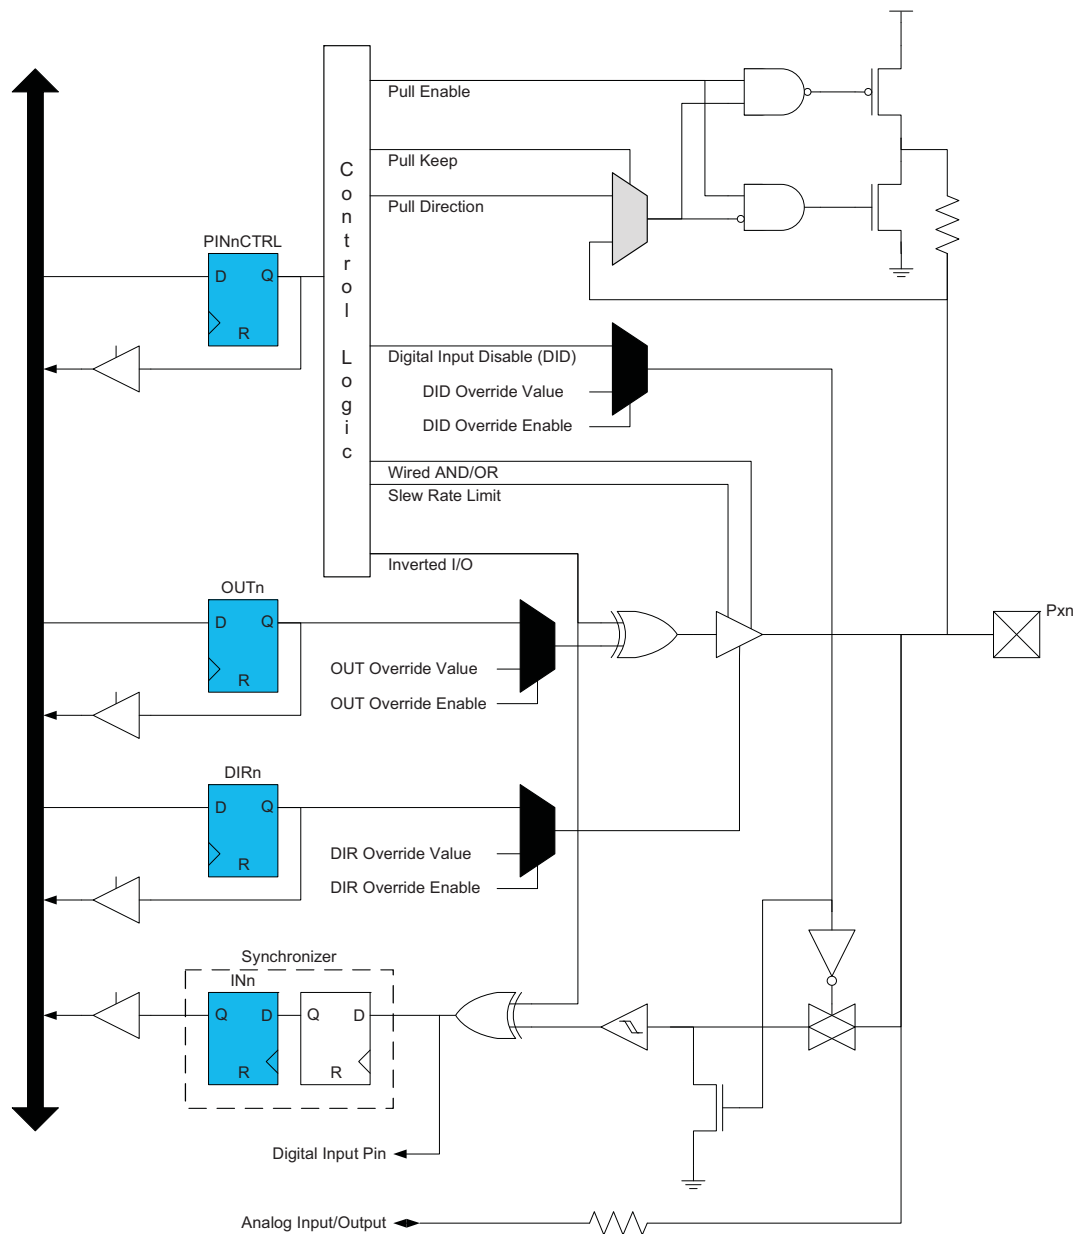 Pull Enable
Pull Keep
Pull Direction
Control Logic
PINnCTRL
D Q
R
Digital Input Disable (DID)
DID Override Value
DID Override Enable
Wired AND/OR
Slew Rate Limit
Inverted I/O
OUTn
D Q
R
Pxn
OUT Override Value
OUT Override Enable
DIRn
D Q
R
DIR Override Value
DIR Override Enable
Synchronizer
INn
Q D Q D
R R
Digital Input Pin
Analog Input/Output